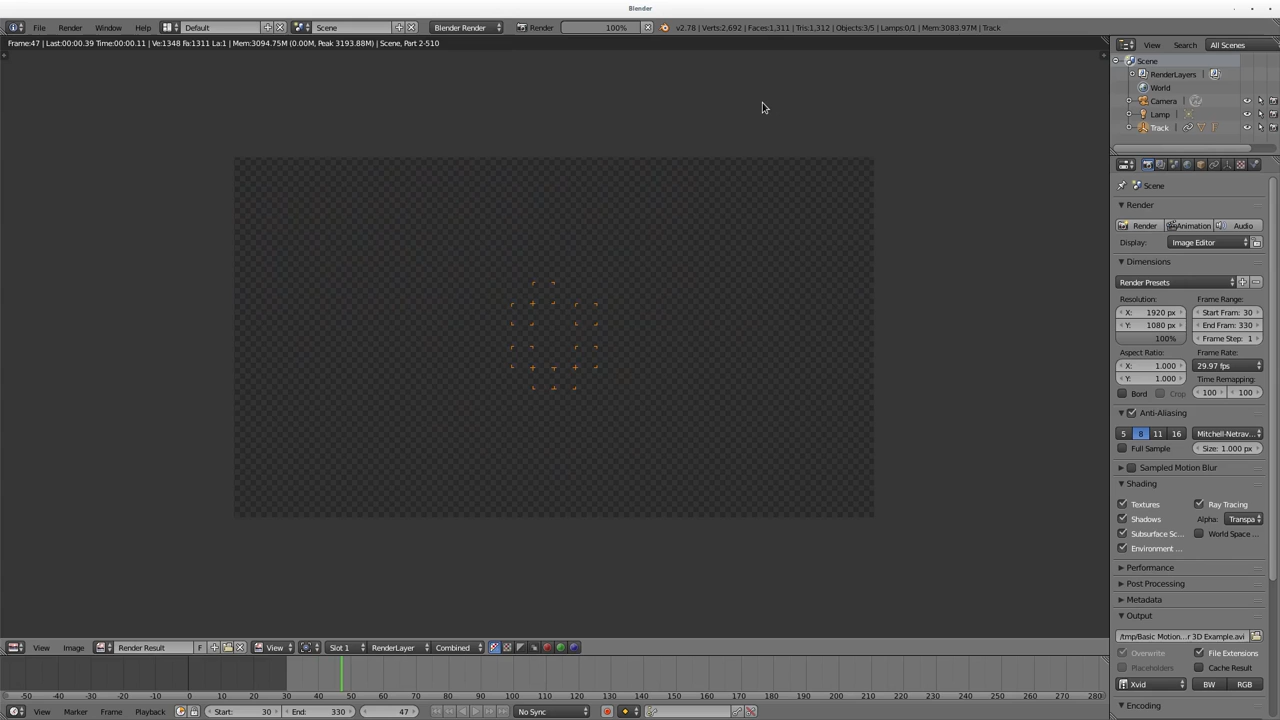 Blender
File Render Window Help Default Scene Blender Render Render 100% v2.78 | Verts:2,692 | Faces:1,311 | Tris:1,312 | Objects:3/5 | Lamps:0/1 | Mem:3083.97M | Track
Frame:47 | Last:00:00.39 Time:00:00.11 | Ve:1348 Fa:1311 La:1 | Mem:3094.75M (0.00M, Peak 3193.88M) | Scene, Part 2-510
View Search All Scenes
Scene
RenderLayers
World
Camera
Lamp
Track
Scene
Render
Render Animation Audio
Display: Image Editor
Dimensions
Render Presets
Resolution: Frame Range:
X: 1920 px Start Fram: 30
Y: 1080 px End Fram: 330
100% Frame Step: 1
Aspect Ratio: Frame Rate:
X: 1.000 29.97 fps
Y: 1.000 Time Remapping:
Bord Crop 100 100
Anti-Aliasing
5 8 11 16 Mitchell-Netrav...
Full Sample Size: 1.000 px
Sampled Motion Blur
Shading
Textures Ray Tracing
Shadows Alpha: Transpa
Subsurface Sc... World Space ...
Environment ...
Performance
Post Processing
Metadata
Output
/tmp/Basic Motion...r 3D Example.avi
Overwrite File Extensions
Placeholders Cache Result
Xvid BW RGB
Encoding
View Image Render Result F View Slot 1 RenderLayer Combined
-50 -40 -30 -20 -10 0 10 20 30 40 50 60 70 80 90 100 110 120 130 140 150 160 170 180 190 200 210 220 230 240 250 260 270 280
View Marker Frame Playback Start: 30 End: 330 47 No Sync